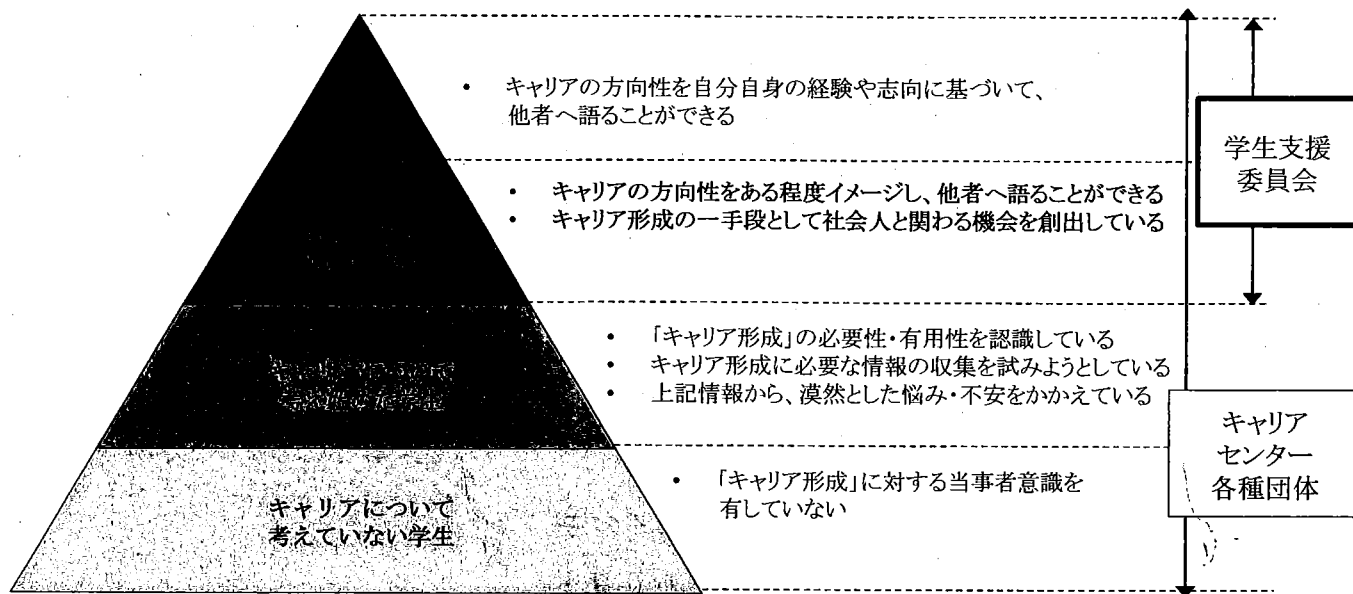 ・ キャリアの方向性を自分自身の経験や志向に基づいて、
他者へ語ることができる
・ キャリアの方向性をある程度イメージし、他者へ語ることができる
・ キャリア形成の一手段として社会人と関わる機会を創出している
学生支援
委員会
・ 「キャリア形成」の必要性・有用性を認識している
・ キャリア形成に必要な情報の収集を試みようとしている
・ 上記情報から、漠然とした悩み・不安をかかえている
キャリア
センター
各種団体
キャリアについて
考えていない学生
・ 「キャリア形成」に対する当事者意識を
有していない